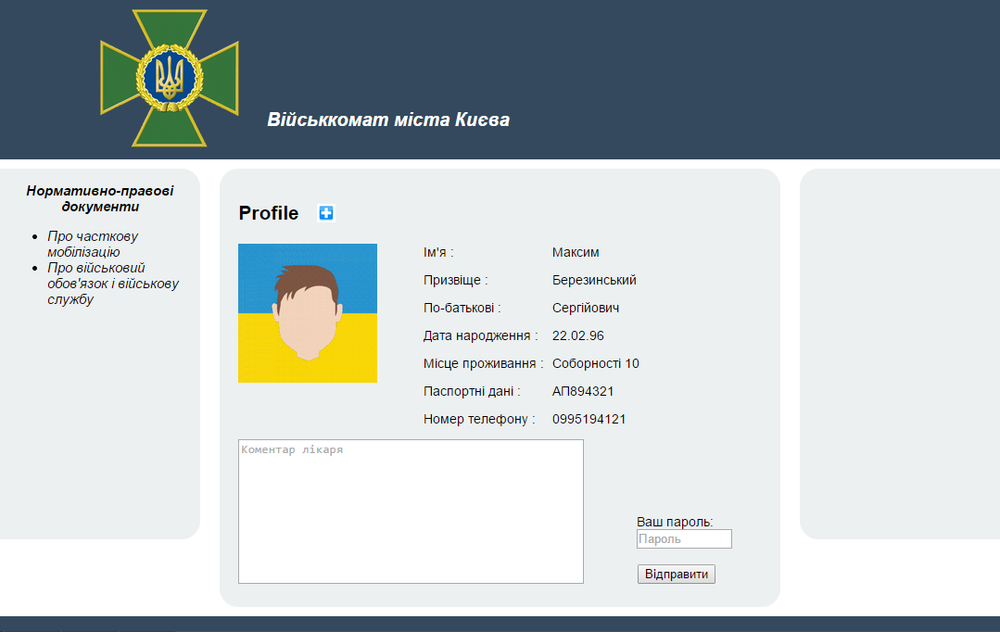 Військкомат міста Києва
Нормативно-правові
документи
Про часткову
мобілізацію
Про військовий
обов'язок і військову
службу
Profile
Ім'я : Максим
Призвіще : Березинський
По-батькові : Сергійович
Дата народження : 22.02.96
Місце проживання : Соборності 10
Паспортні дані : АП894321
Номер телефону : 0995194121
Коментар лікаря
Ваш пароль:
Пароль
Відправити